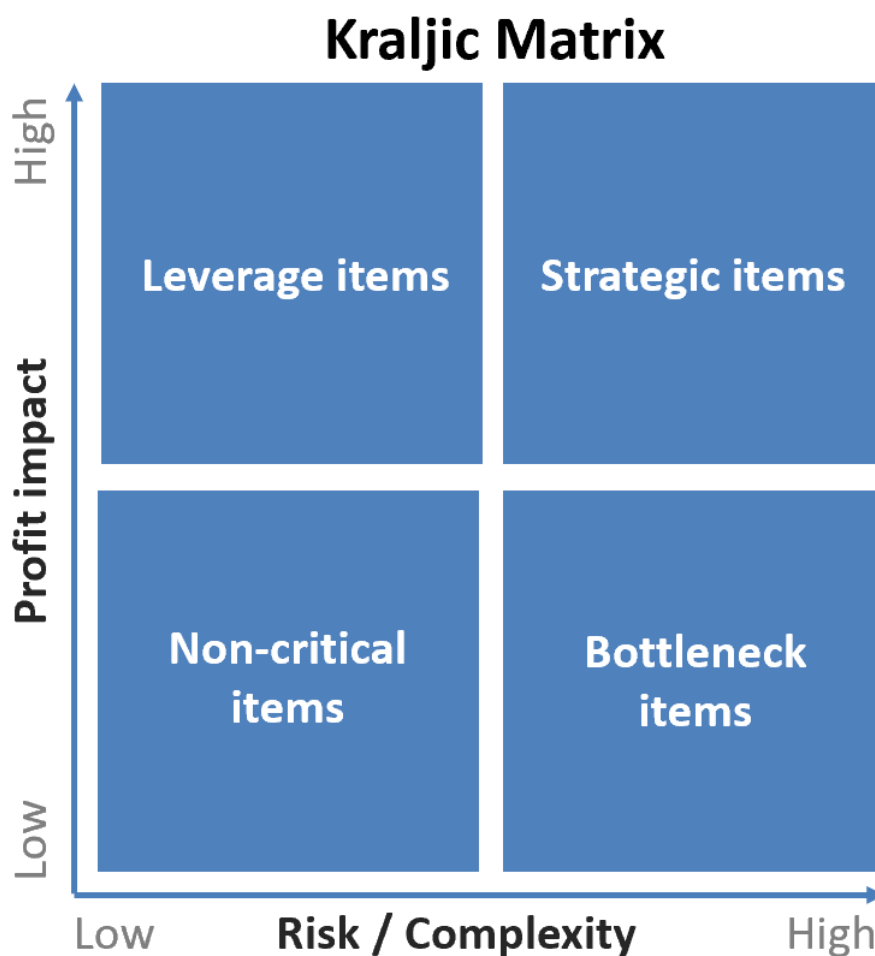 Kraljic Matrix
High
Leverage items
Strategic items
Profit impact
Non-critical
items
Bottleneck
items
Low
Low
Risk / Complexity
High